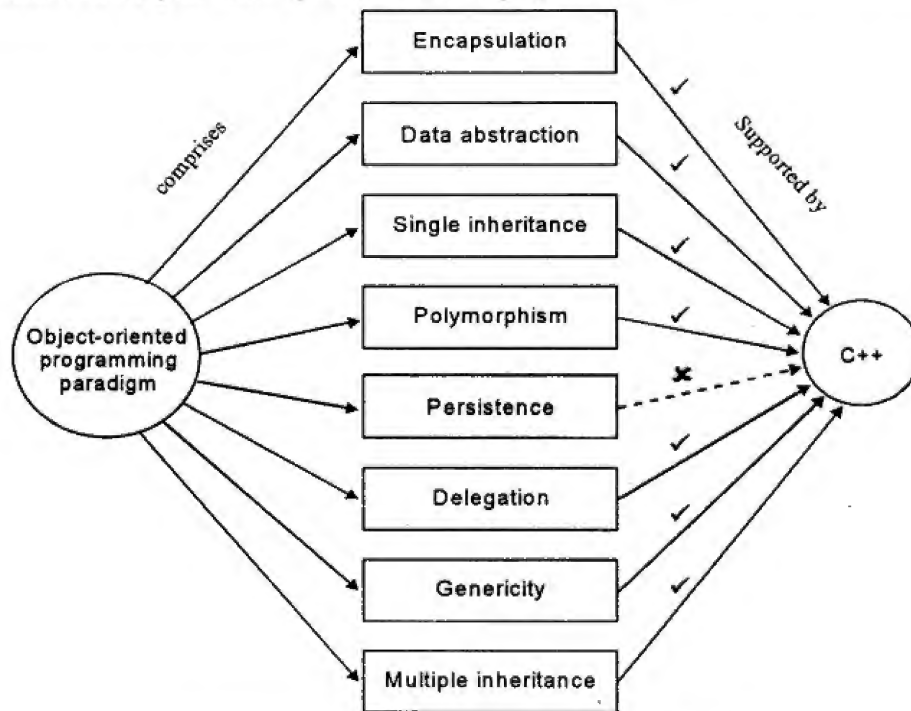 Encapsulation
Data abstraction
Single inheritance
Polymorphism
Persistence
Delegation
Genericity
Multiple inheritance
comprises
Supported by
Object-oriented
programming
paradigm
C++